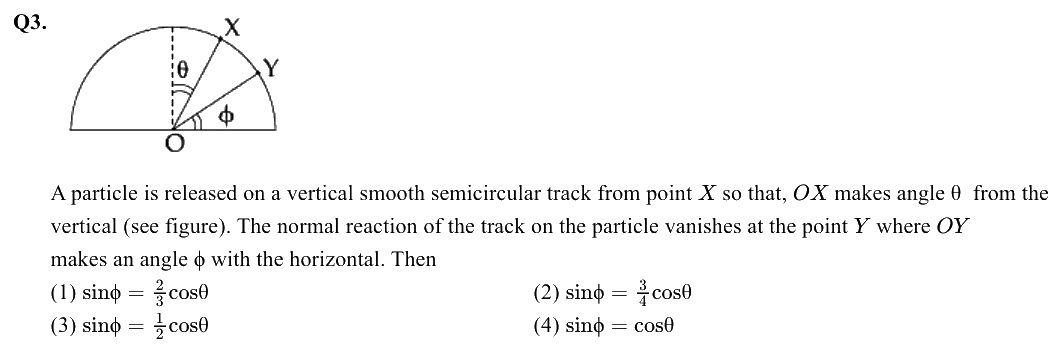 Q3.
X
θ
Y
ϕ
O
A particle is released on a vertical smooth semicircular track from point X so that, OX makes angle θ from the
vertical (see figure). The normal reaction of the track on the particle vanishes at the point Y where OY
makes an angle ϕ with the horizontal. Then
(1) sinϕ = 2/3 cosθ (2) sinϕ = 3/4 cosθ
(3) sinϕ = 1/2 cosθ (4) sinϕ = cosθ